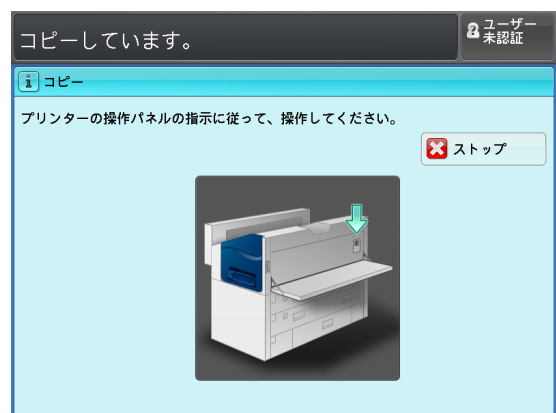 コピーしています。
ユーザー
未認証
コピー
プリンターの操作パネルの指示に従って、操作してください。
ストップ